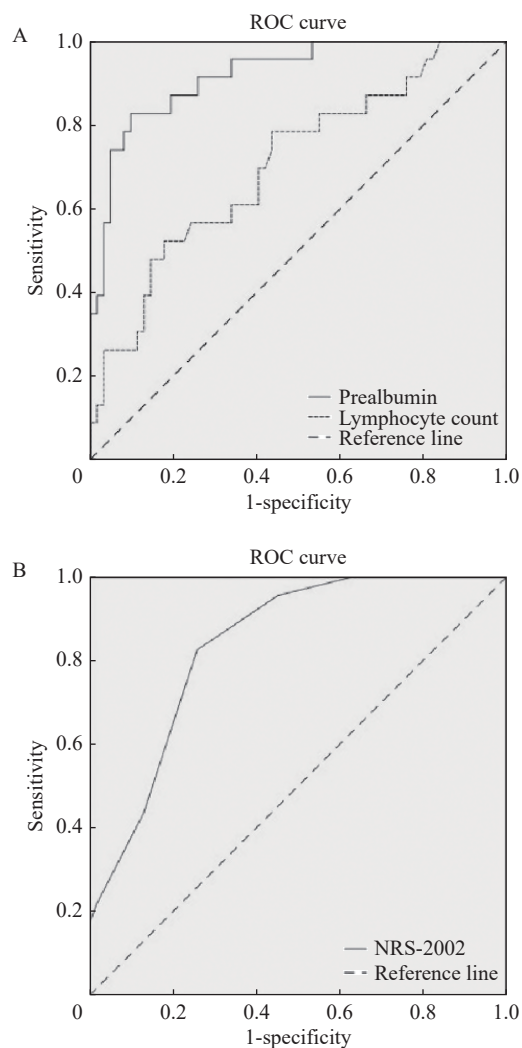 A
ROC curve
1.0
0.8
0.6
0.4
0.2
Sensitivity
Prealbumin
Lymphocyte count
Reference line
0 0.2 0.4 0.6 0.8 1.0
1-specificity
B
ROC curve
1.0
0.8
0.6
0.4
0.2
Sensitivity
NRS-2002
Reference line
0 0.2 0.4 0.6 0.8 1.0
1-specificity